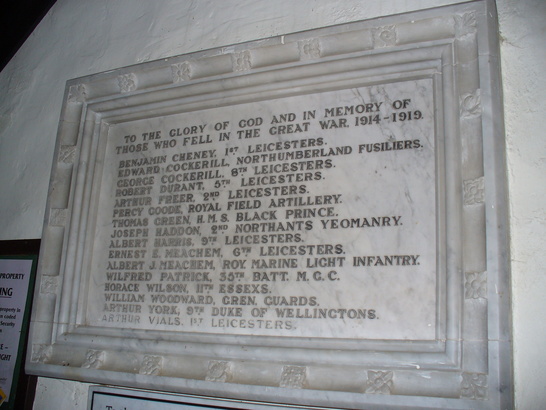 TO THE GLORY OF GOD AND IN MEMORY OF
THOSE WHO FELL IN THE GREAT WAR. 1914-1919.
BENJAMIN CHENEY, 1ST LEICESTERS.
EDWARD COCKERILL, NORTHUMBERLAND FUSILIERS.
GEORGE COCKERILL, 8TH LEICESTERS.
ROBERT DURANT, 5TH LEICESTERS.
ARTHUR FREER, 2ND LEICESTERS.
PERCY GOODE, ROYAL FIELD ARTILLERY.
THOMAS GREEN, H.M.S. BLACK PRINCE.
JOSEPH HADDON, 2ND NORTHANTS YEOMANRY.
ALBERT HARRIS, 9TH LEICESTERS.
ERNEST E. MEACHEM, 6TH LEICESTERS.
ALBERT J. MEACHEM, ROY. MARINE LIGHT INFANTRY.
WILFRED PATRICK, 35TH BATT. M.G.C.
HORACE WILSON, 11TH ESSEXS.
WILLIAM WOODWARD, GREN. GUARDS.
ARTHUR YORK, 9TH DUKE OF WELLINGTONS.
ARTHUR VIALS, 1ST LEICESTERS.
PROPERTY